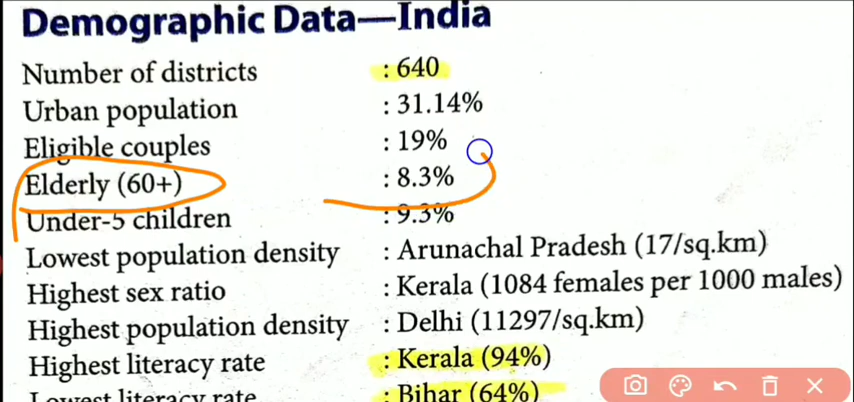 Demographic Data—India
Number of districts : 640
Urban population : 31.14%
Eligible couples : 19%
Elderly (60+) : 8.3%
Under-5 children : 9.3%
Lowest population density : Arunachal Pradesh (17/sq.km)
Highest sex ratio : Kerala (1084 females per 1000 males)
Highest population density : Delhi (11297/sq.km)
Highest literacy rate : Kerala (94%)
Lowest literacy rate : Bihar (64%)